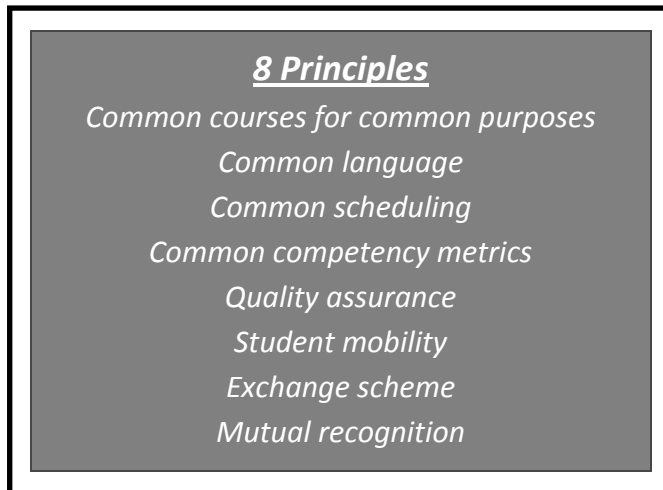 8 Principles
Common courses for common purposes
Common language
Common scheduling
Common competency metrics
Quality assurance
Student mobility
Exchange scheme
Mutual recognition